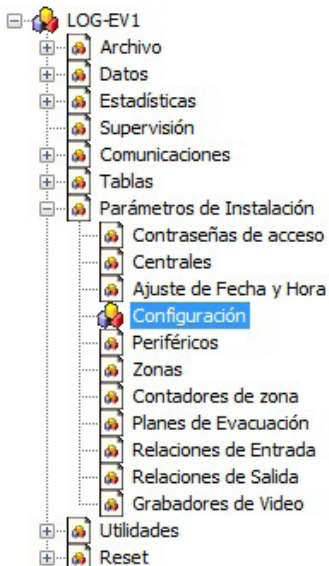 LOG-EV1
Archivo
Datos
Estadísticas
Supervisión
Comunicaciones
Tablas
Parámetros de Instalación
Contraseñas de acceso
Centrales
Ajuste de Fecha y Hora
Configuración
Periféricos
Zonas
Contadores de zona
Planes de Evacuación
Relaciones de Entrada
Relaciones de Salida
Grabadores de Video
Utilidades
Reset